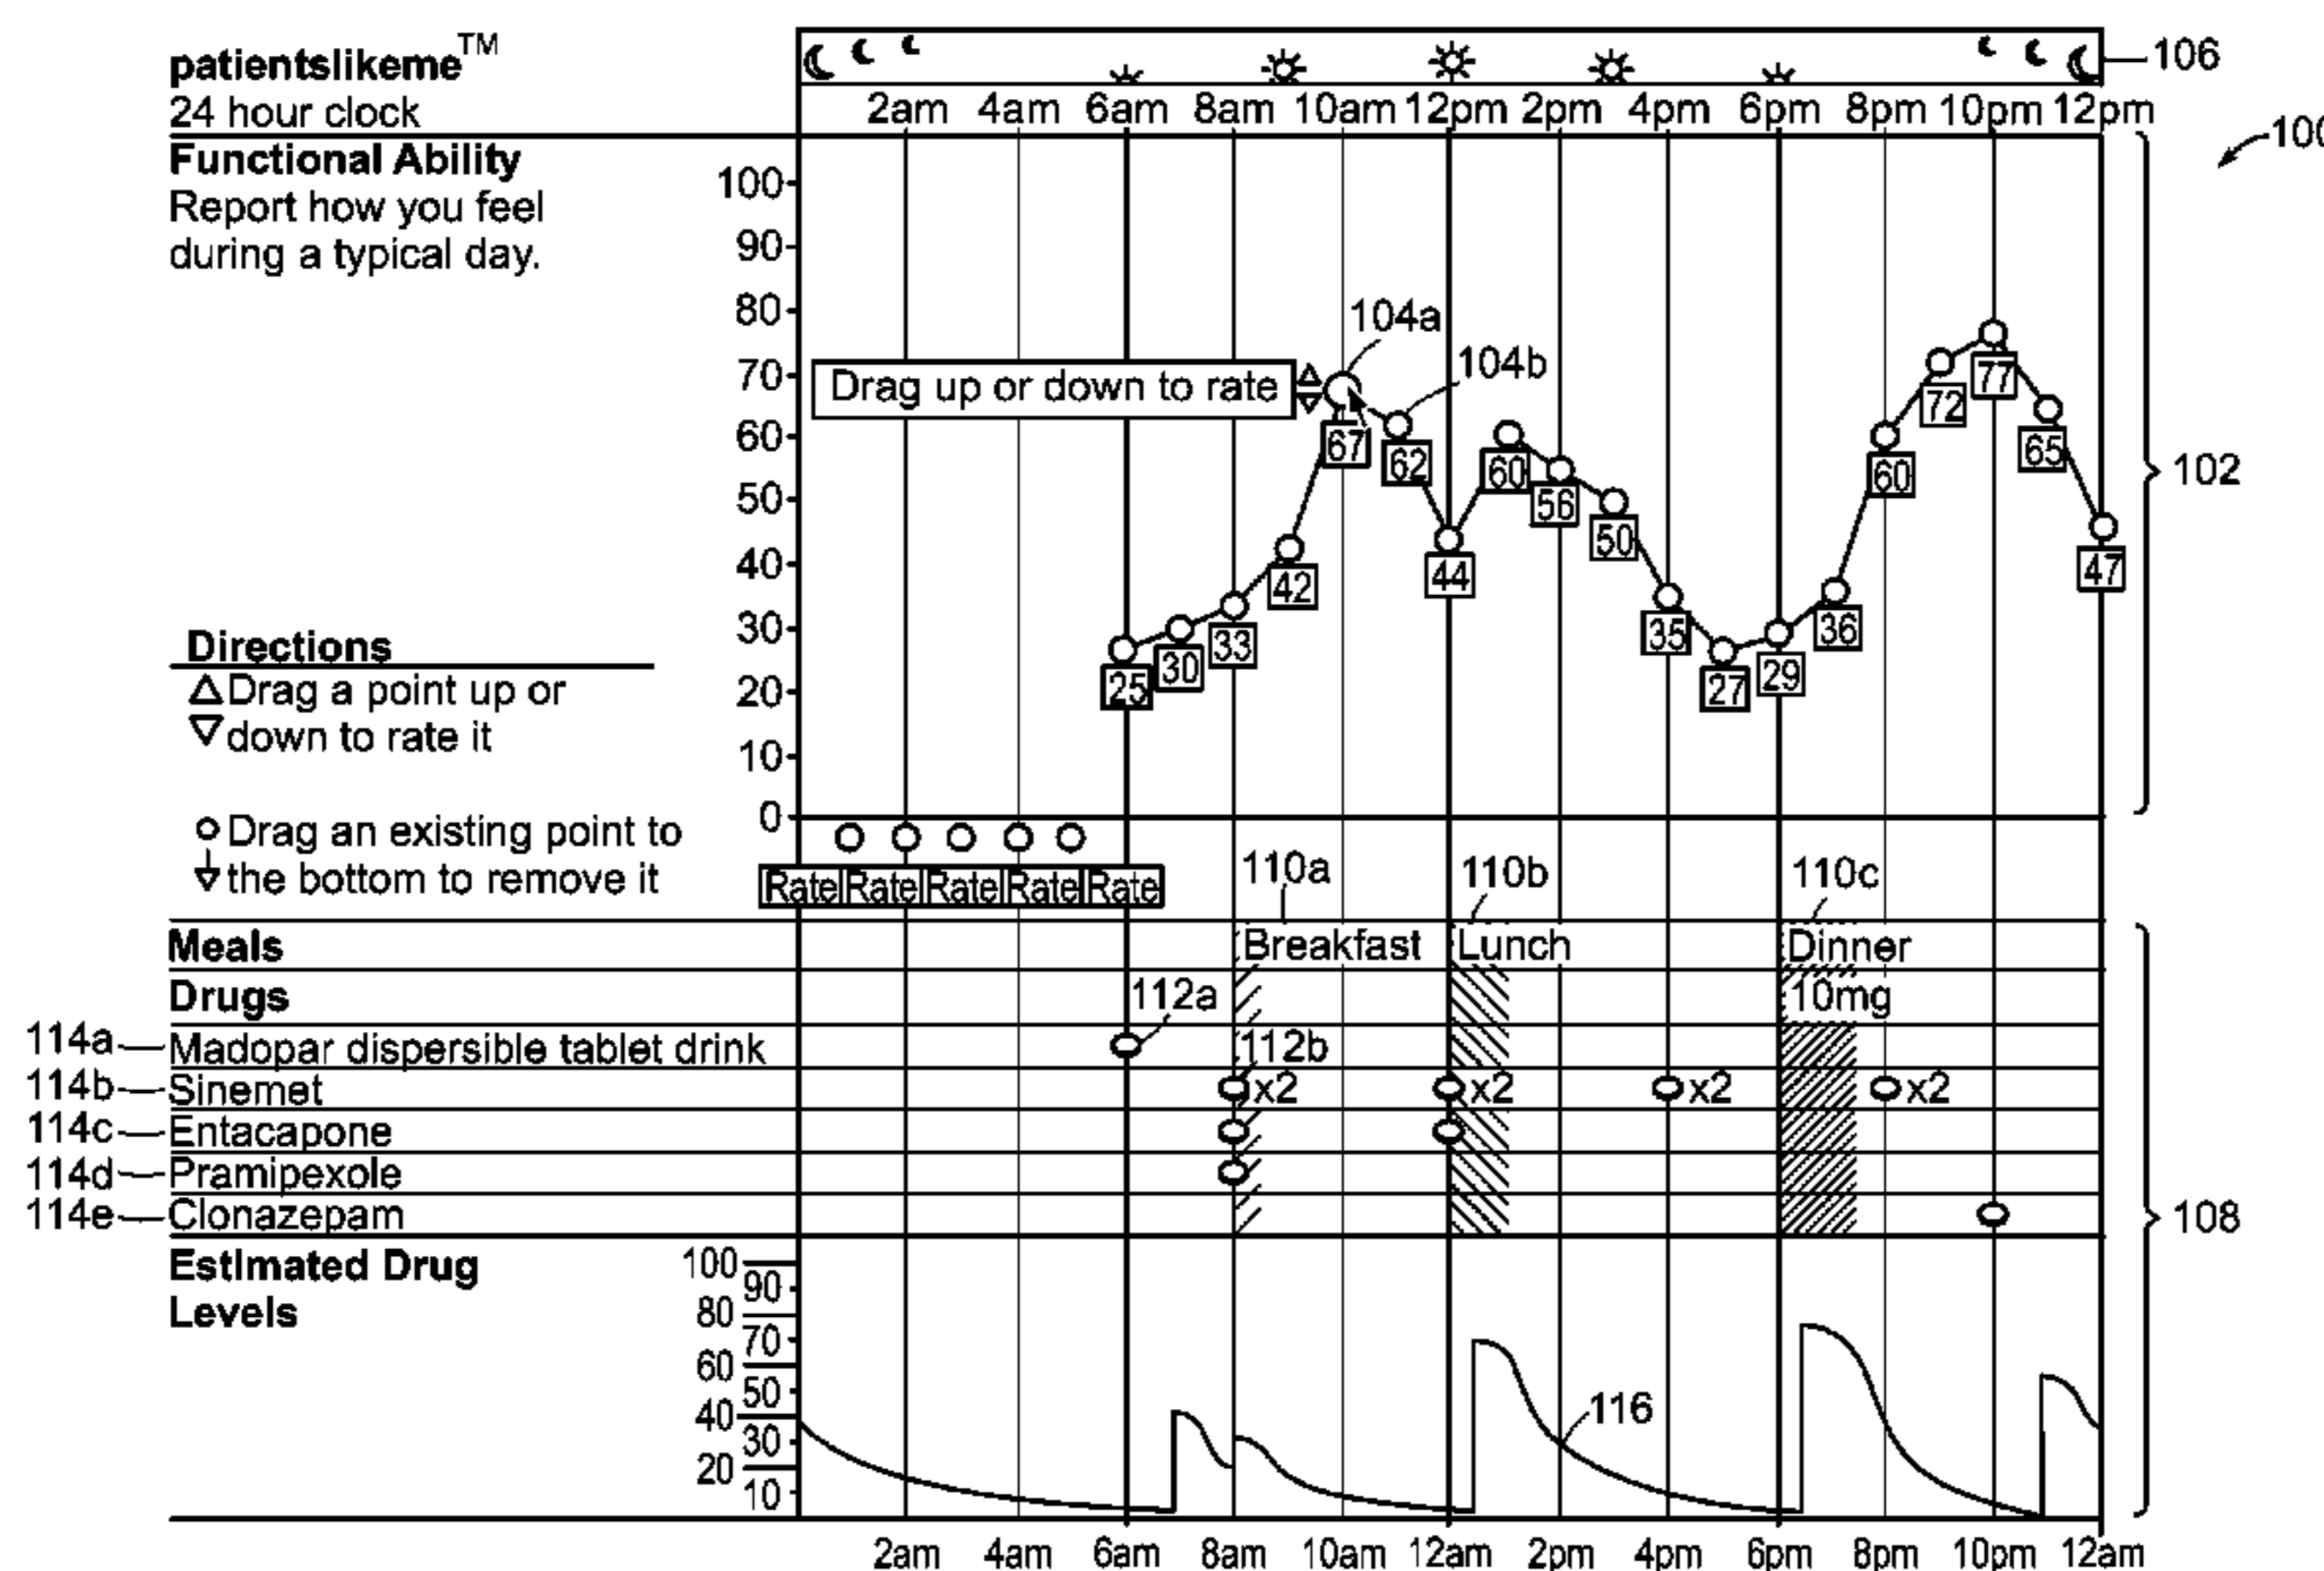 patientslikeme™
24 hour clock
106
2am 4am 6am 8am 10am 12pm 2pm 4pm 6pm 8pm 10pm 12pm
Functional Ability
Report how you feel
during a typical day.
100
90
80
70
60
50
40
30
20
10
0
104a
104b
Drag up or down to rate
25 30 33 42 67 62 44 60 56 50 35 27 29 36 60 72 77 65 47
102
Directions
Drag a point up or
down to rate it
Drag an existing point to
the bottom to remove it
Rate Rate Rate Rate Rate
110a 110b 110c
Meals Breakfast Lunch Dinner
Drugs 112a 10mg
114a Madopar dispersible tablet drink 112b
114b Sinemet x2 x2 x2 x2
114c Entacapone
114d Pramipexole
114e Clonazepam
108
EstImated Drug
Levels
100
90
80
70
60
50
40
30
20
10
116
2am 4am 6am 8am 10am 12am 2pm 4pm 6pm 8pm 10pm 12am